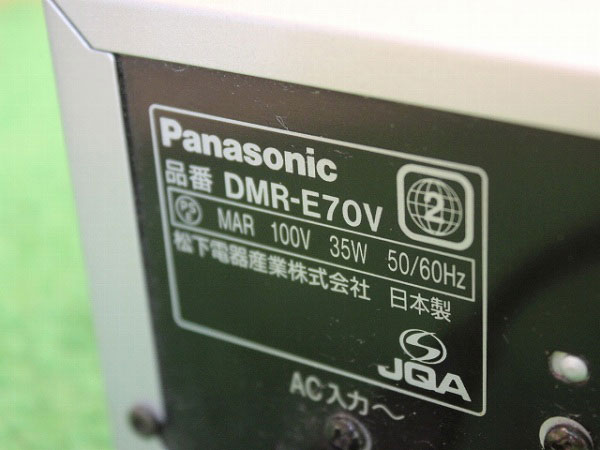 Panasonic
品番 DMR-E70V 2
PSE MAR 100V 35W 50/60Hz
松下電器産業株式会社 日本製
JQA
AC入力～